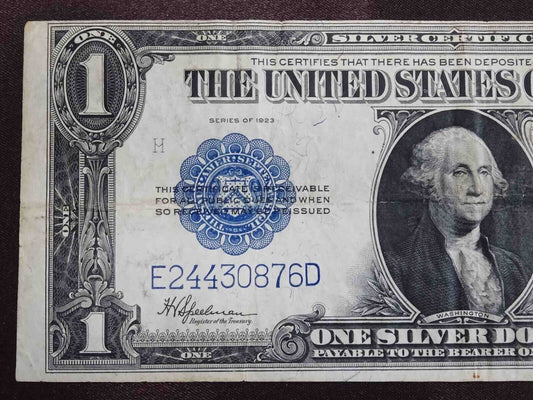 ONE
SILVER CERTIFIC
1
THIS CERTIFIES THAT THERE HAS BEEN DEPOSITE
THE UNITED STATES O
SERIES OF 1923
H
THIS CERTIFICATE IS RECEIVABLE
FOR ALL PUBLIC DUES AND WHEN
SO RECEIVED MAY BE REISSUED
ONE
E24430876D
H.V. Speelman
Register of the Treasury.
WASHINGTON
1
ONE SILVER DO
PAYABLE TO THE BEARER O
ONE